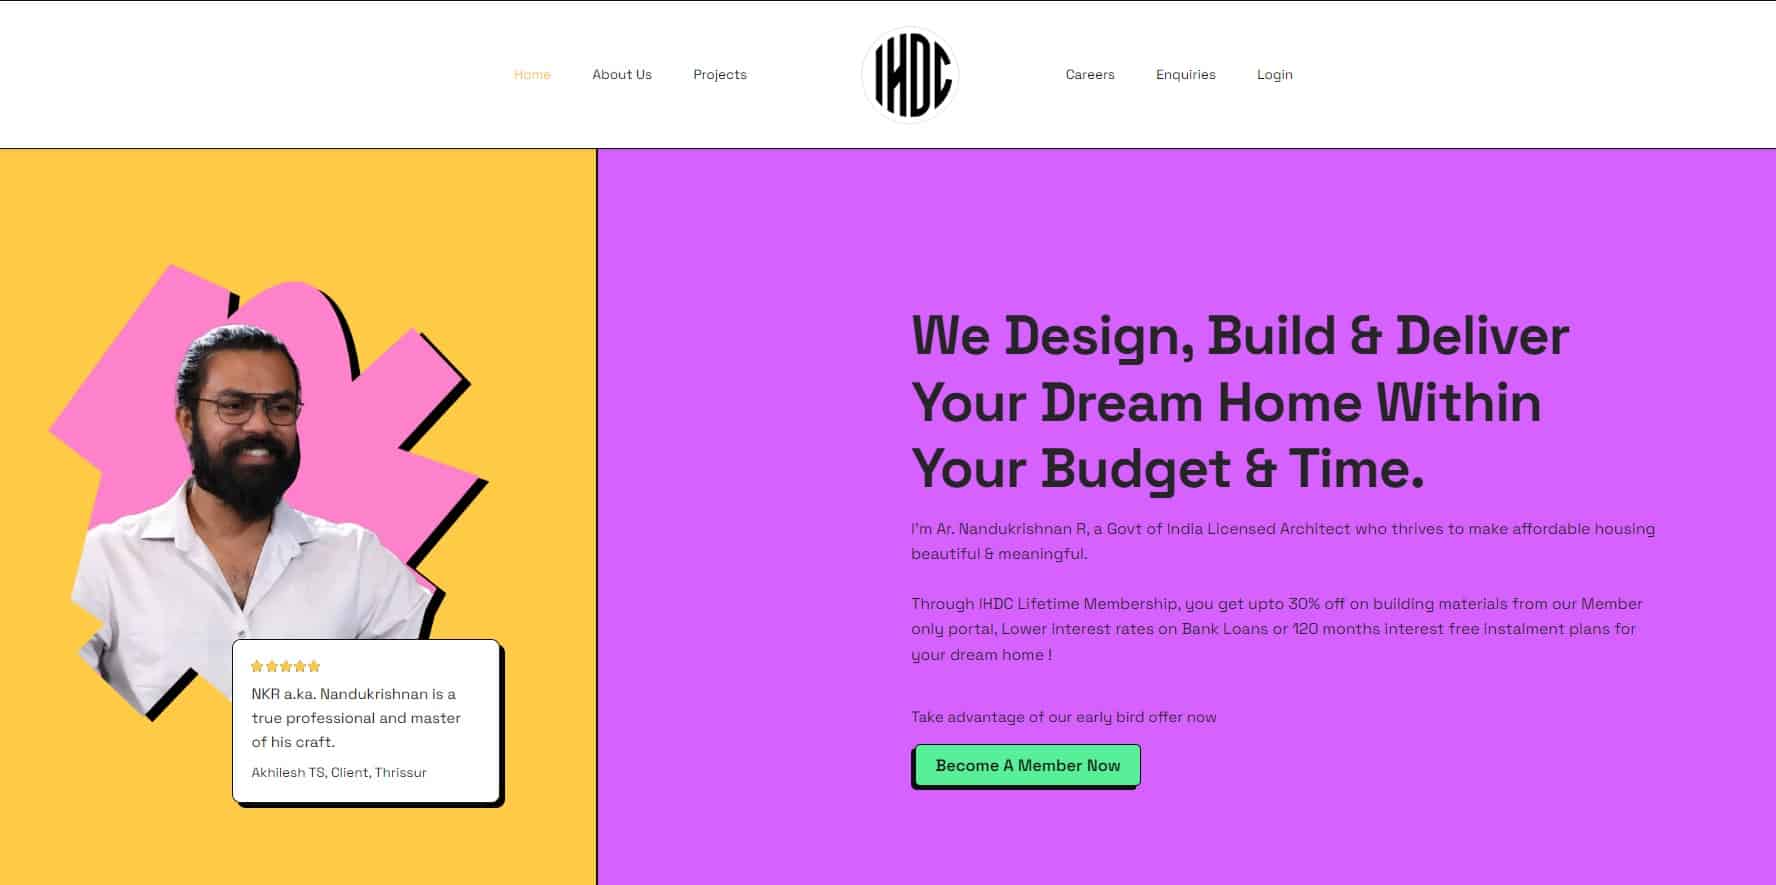 Home
About Us
Projects
IHDC
Careers
Enquiries
Login
NKR a.ka. Nandukrishnan is a
true professional and master
of his craft.
Akhilesh TS, Client, Thrissur
We Design, Build & Deliver
Your Dream Home Within
Your Budget & Time.
I'm Ar. Nandukrishnan R, a Govt of India Licensed Architect who thrives to make affordable housing
beautiful & meaningful.
Through IHDC Lifetime Membership, you get upto 30% off on building materials from our Member
only portal, Lower interest rates on Bank Loans or 120 months interest free instalment plans for
your dream home !
Take advantage of our early bird offer now
Become A Member Now